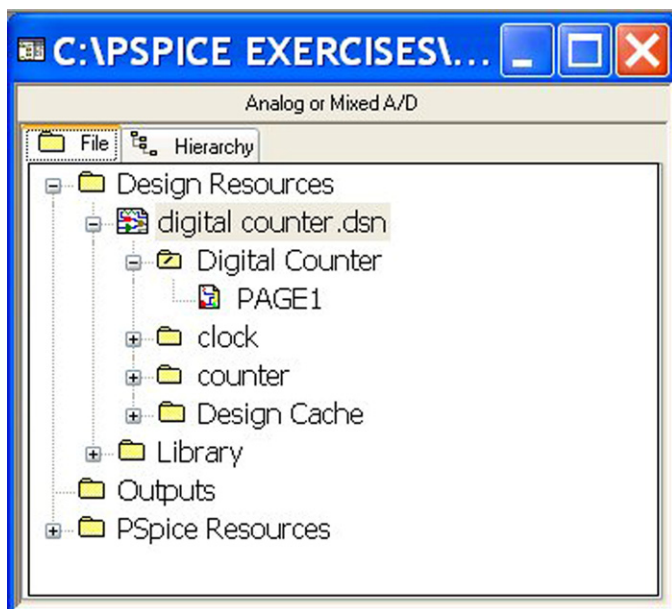 C:\PSPICE EXERCISES\...
Analog or Mixed A/D
File Hierarchy
Design Resources
digital counter.dsn
Digital Counter
PAGE1
clock
counter
Design Cache
Library
Outputs
PSpice Resources